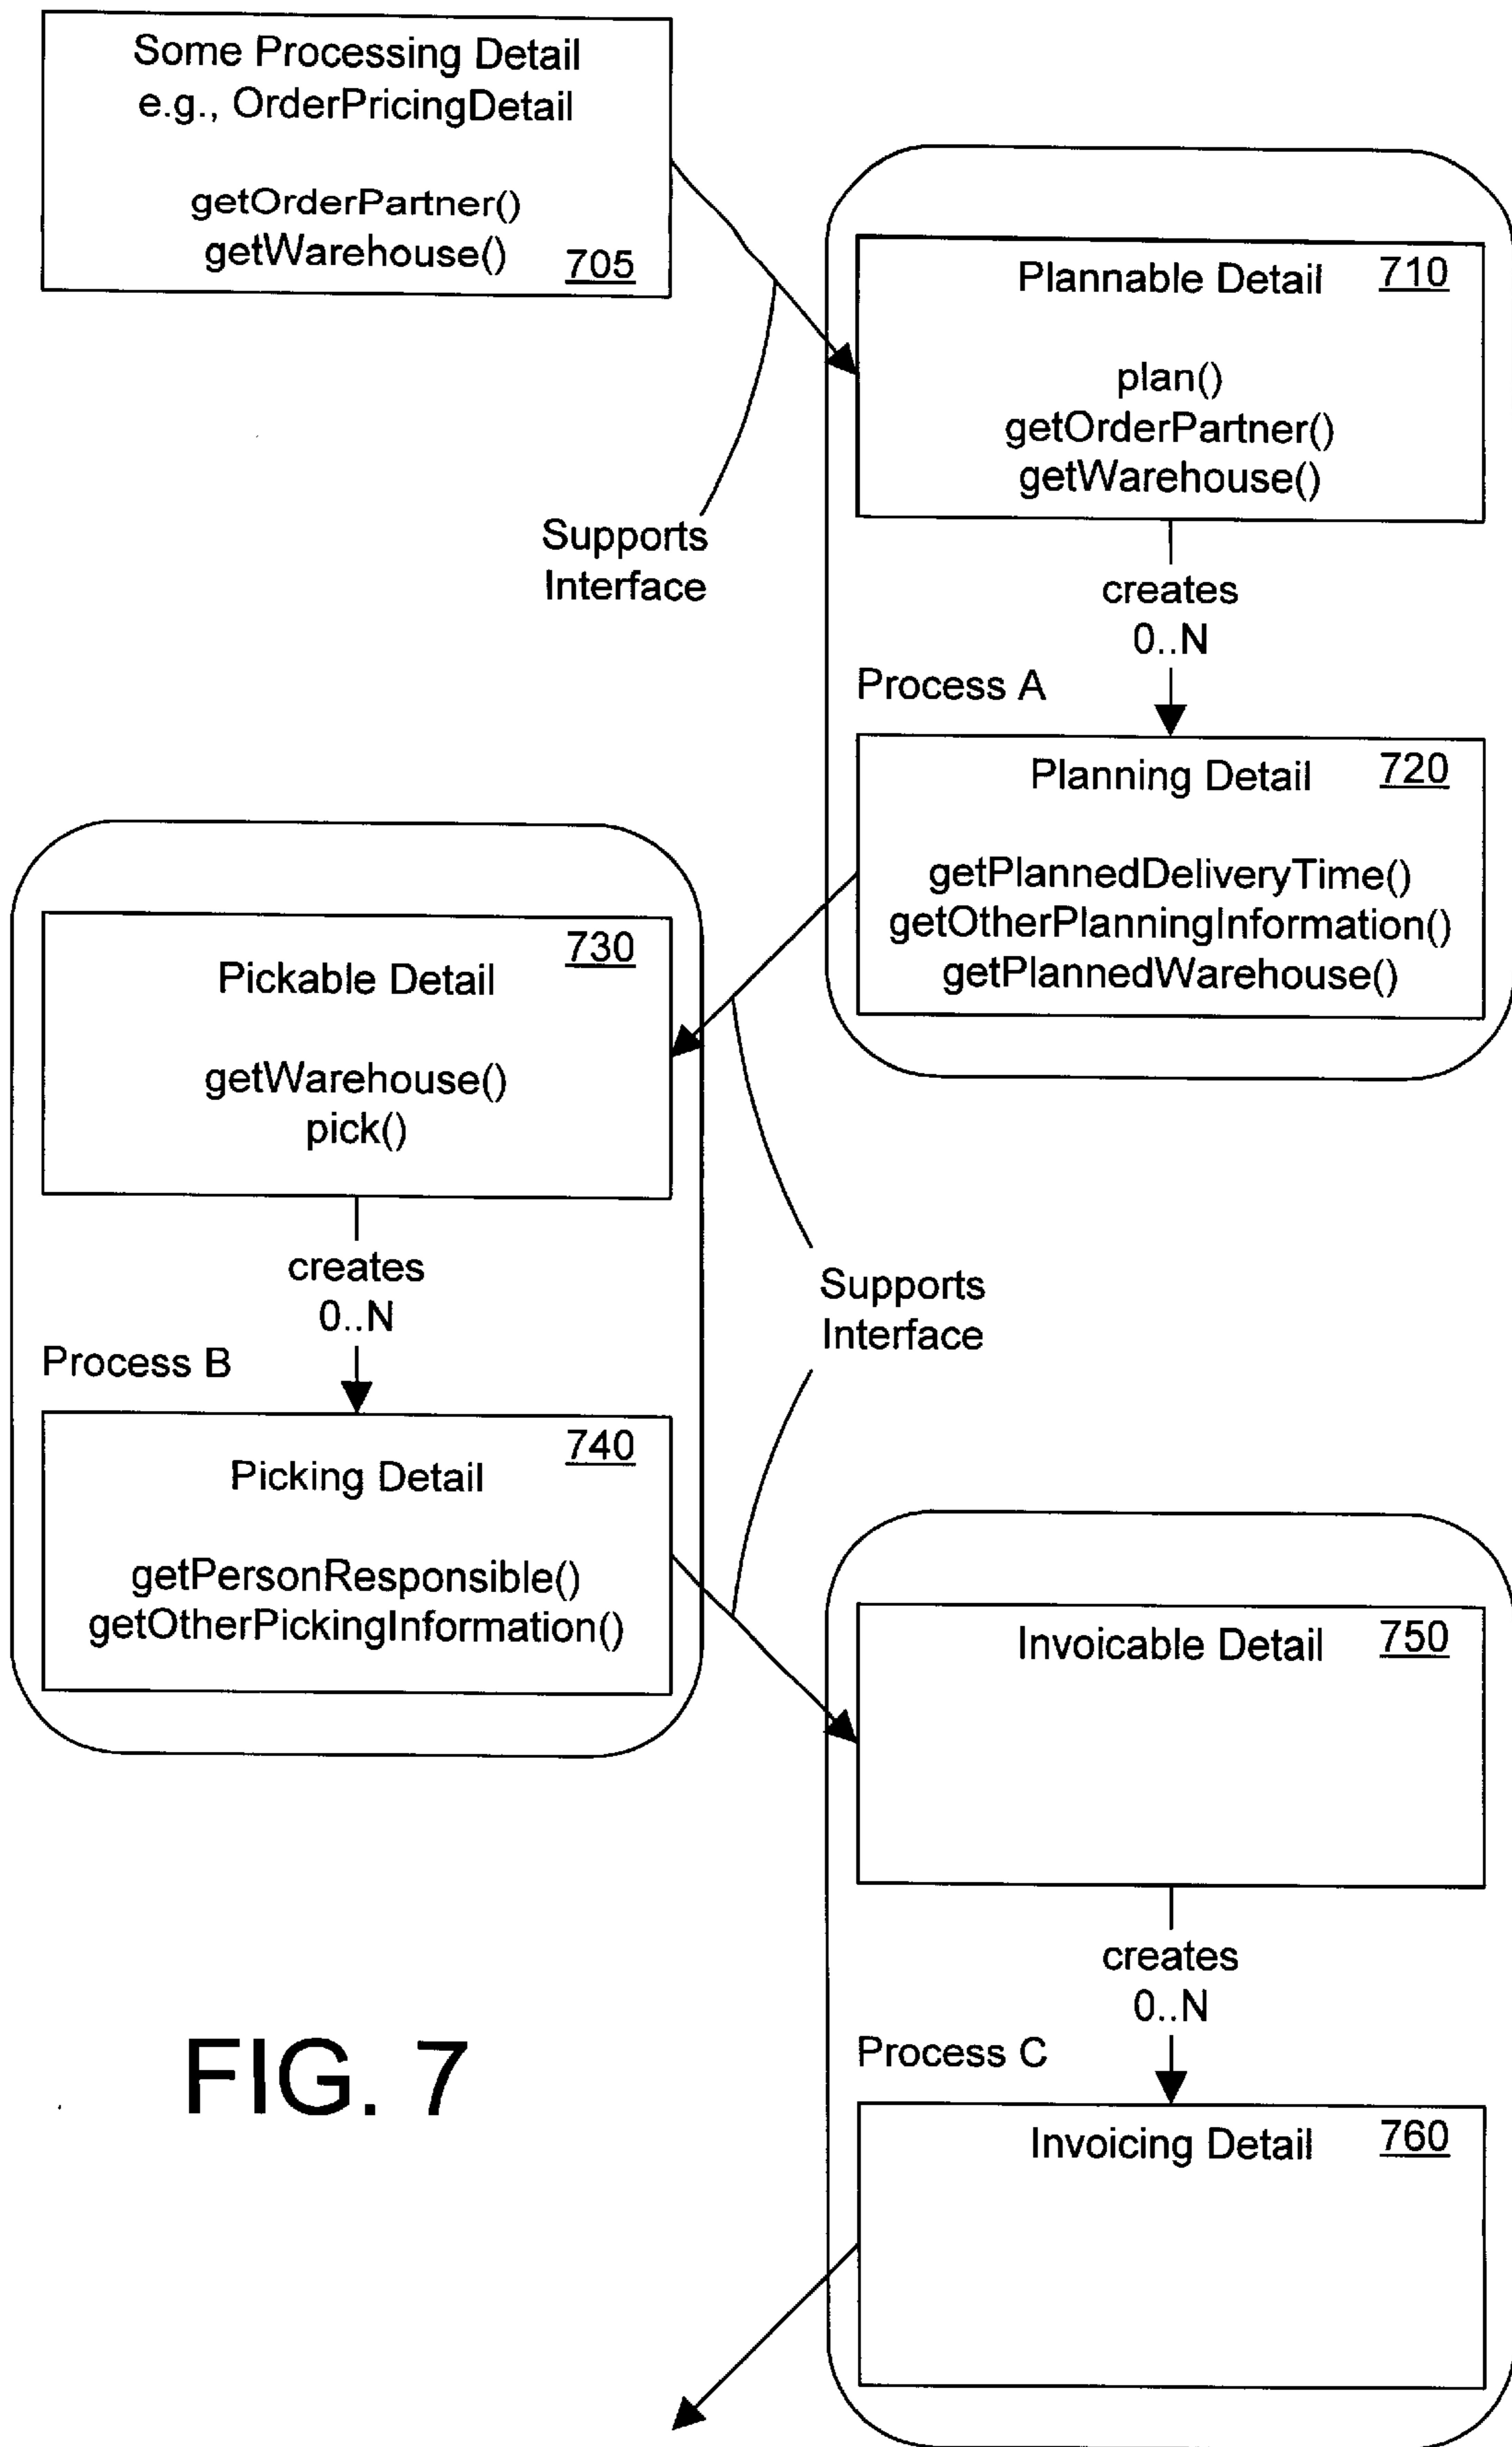 Some Processing Detail
e.g., OrderPricingDetail
getOrderPartner()
getWarehouse()
705
Plannable Detail
710
plan()
getOrderPartner()
getWarehouse()
Supports
Interface
creates
0..N
Process A
Planning Detail
720
getPlannedDeliveryTime()
getOtherPlanningInformation()
getPlannedWarehouse()
730
Pickable Detail
getWarehouse()
pick()
creates
0..N
Process B
Supports
Interface
740
Picking Detail
getPersonResponsible()
getOtherPickingInformation()
Invoicable Detail
750
creates
0..N
Process C
Invoicing Detail
760
FIG. 7